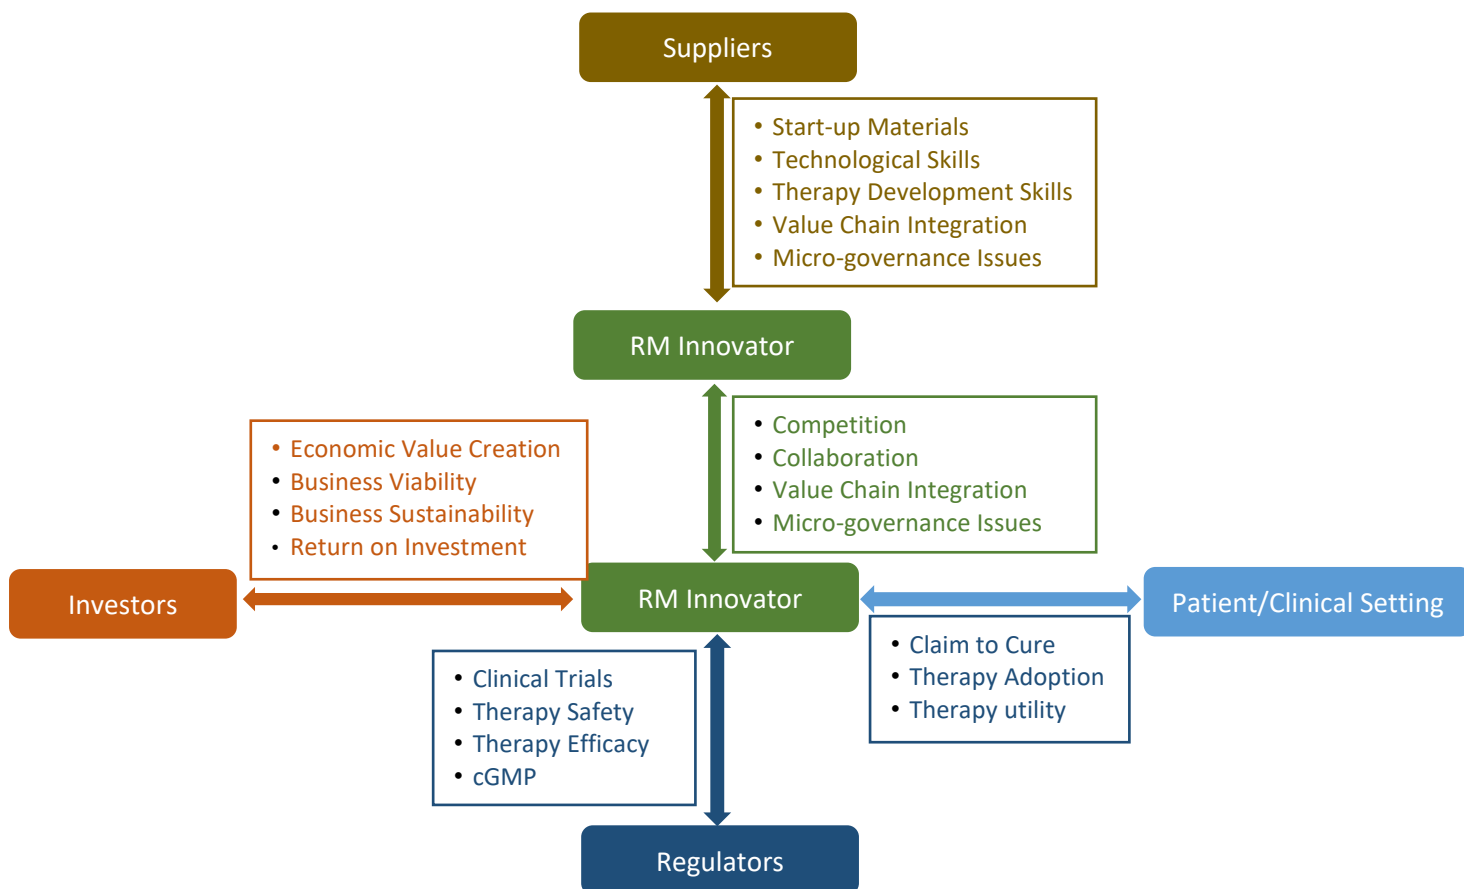 Suppliers
• Start-up Materials
• Technological Skills
• Therapy Development Skills
• Value Chain Integration
• Micro-governance Issues
RM Innovator
• Competition
• Collaboration
• Value Chain Integration
• Micro-governance Issues
• Economic Value Creation
• Business Viability
• Business Sustainability
• Return on Investment
Investors
RM Innovator
Patient/Clinical Setting
• Claim to Cure
• Therapy Adoption
• Therapy utility
• Clinical Trials
• Therapy Safety
• Therapy Efficacy
• cGMP
Regulators